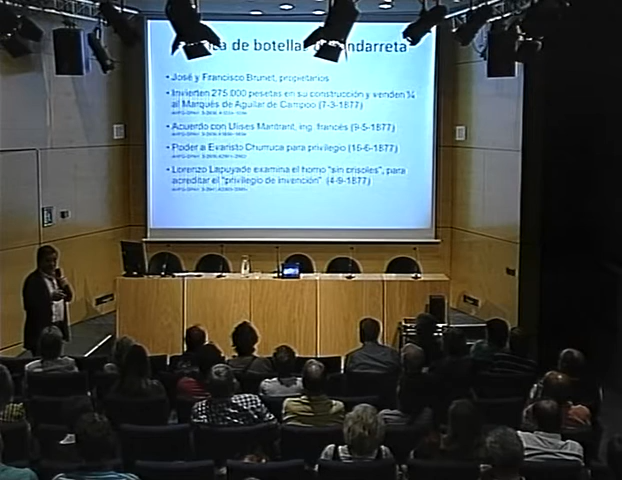 de botellas ndarreta
• José y Francisco Brunet, propietarios
• Invierten 275.000 pesetas en su construcción y venden ¼
al Marqués de Aguilar de Campoo (7-3-1877)
• Acuerdo con Ulises Mantrant, ing. francés (9-5-1877)
• Poder a Evaristo Churruca para privilegio (16-6-1877)
• Lorenzo Lapuyade examina el horno "sin crisoles", para
acreditar el "privilegio de invención" (4-9-1877)